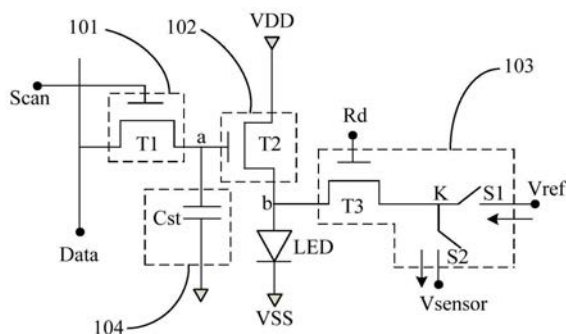 101
102
VDD
103
Scan
T1
a
T2
Rd
b
T3
K
S1
Vref
Cst
LED
S2
Data
Vsensor
104
VSS